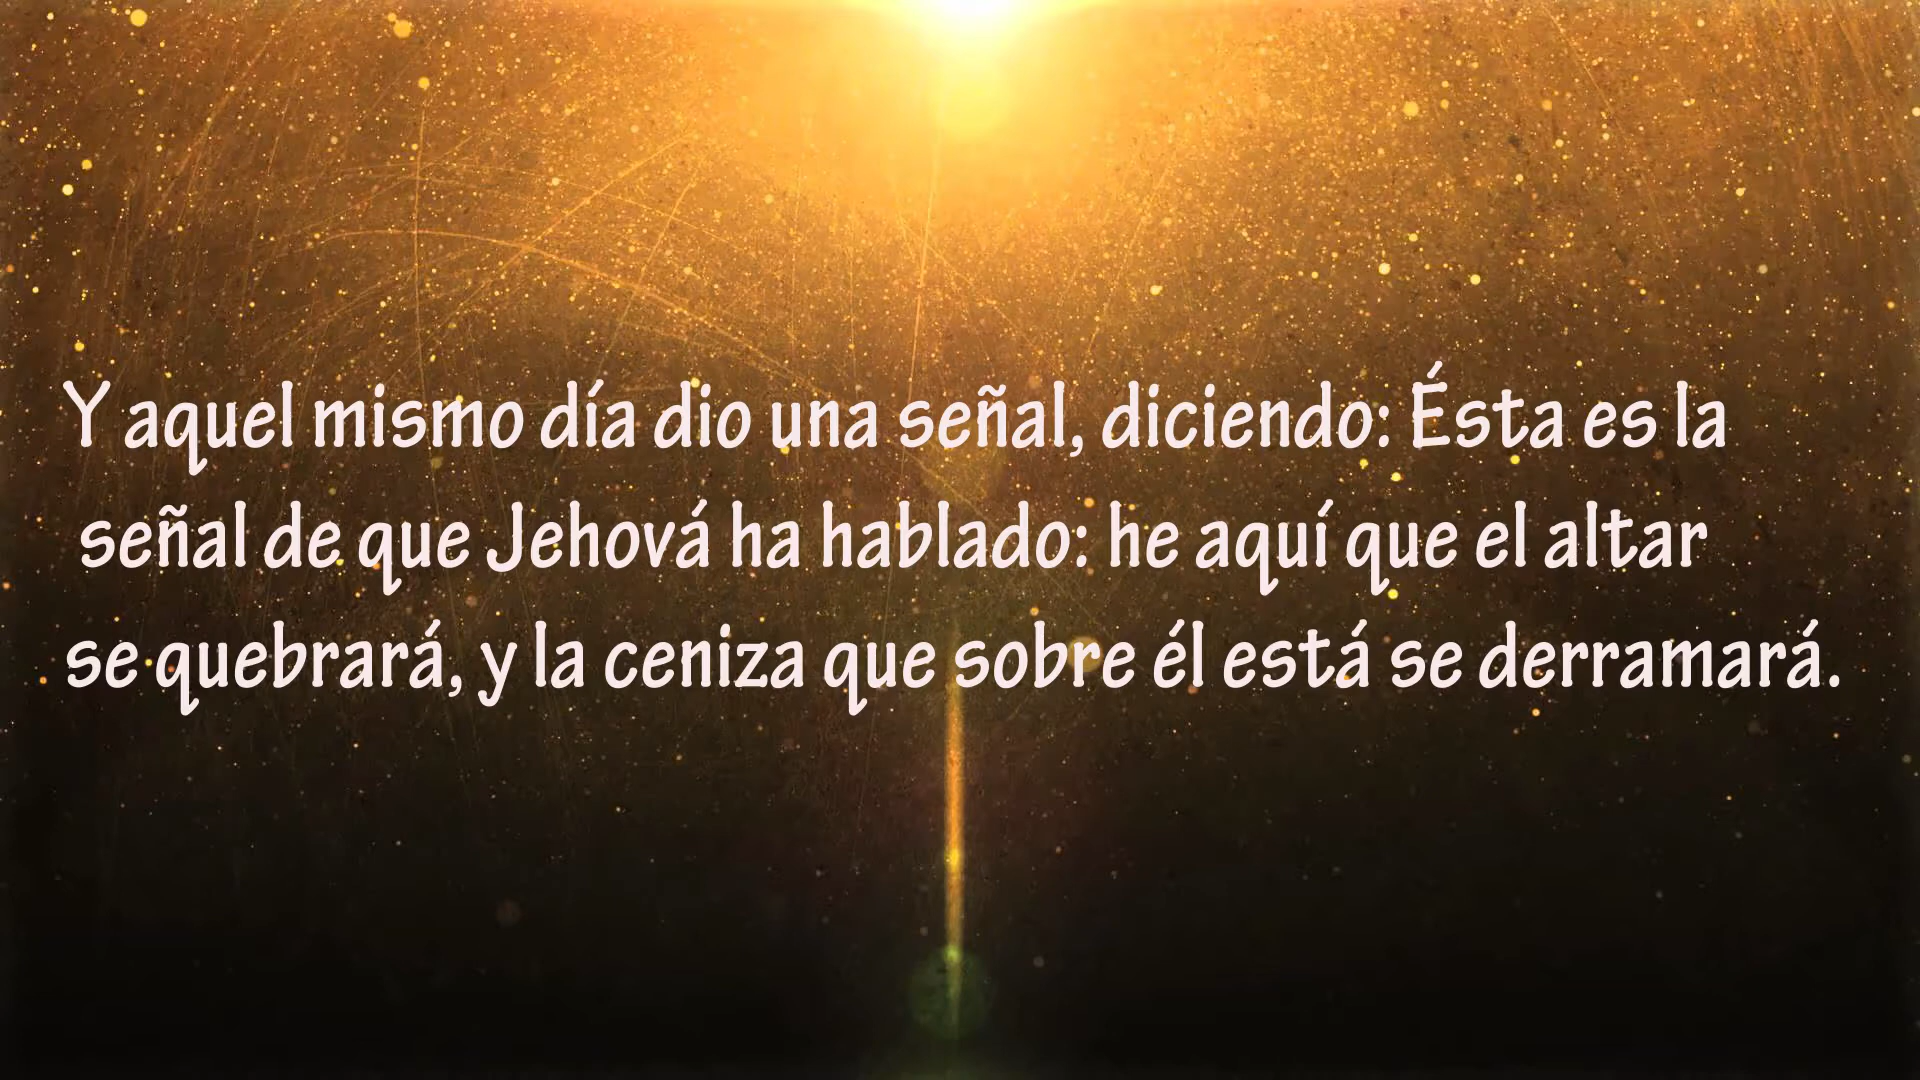 Y aquel mismo día dio una señal, diciendo: Ésta es la
señal de que Jehová ha hablado: he aquí que el altar
se quebrará, y la ceniza que sobre él está se derramará.